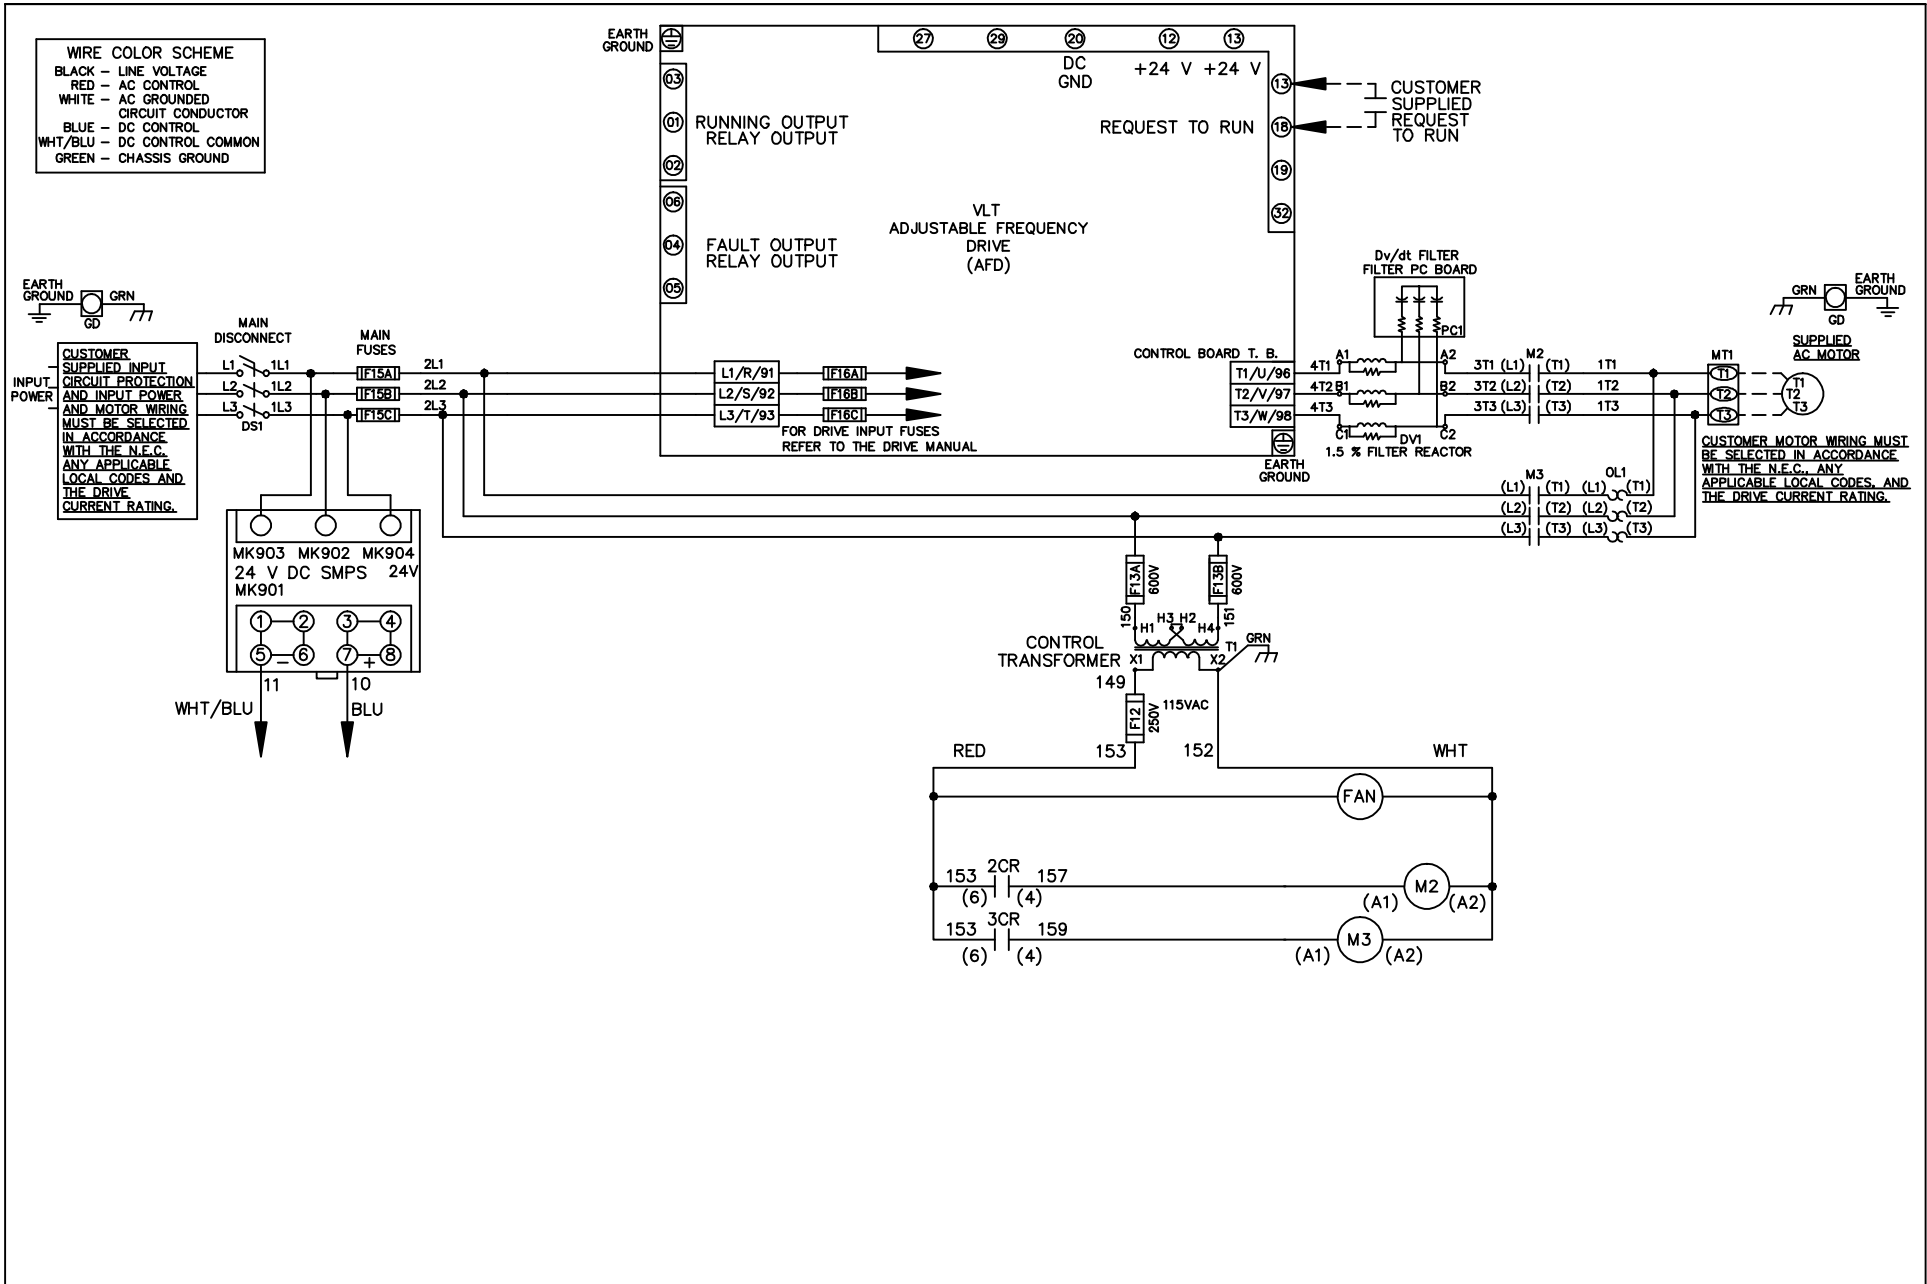 WIRE COLOR SCHEME
BLACK – LINE VOLTAGE
RED – AC CONTROL
WHITE – AC GROUNDED
CIRCUIT CONDUCTOR
BLUE – DC CONTROL
WHT/BLU – DC CONTROL COMMON
GREEN – CHASSIS GROUND
EARTH
GROUND
03
01
02
RUNNING OUTPUT
RELAY OUTPUT
06
04
05
FAULT OUTPUT
RELAY OUTPUT
27
29
20
12
13
DC
GND
+24 V
+24 V
13
18
19
32
REQUEST TO RUN
CUSTOMER
SUPPLIED
REQUEST
TO RUN
VLT
ADJUSTABLE FREQUENCY
DRIVE
(AFD)
Dv/dt FILTER
FILTER PC BOARD
PC1
EARTH
GROUND
GRN
GD
INPUT
POWER
CUSTOMER
SUPPLIED INPUT
CIRCUIT PROTECTION
AND INPUT POWER
AND MOTOR WIRING
MUST BE SELECTED
IN ACCORDANCE
WITH THE N.E.C.
ANY APPLICABLE
LOCAL CODES AND
THE DRIVE
CURRENT RATING.
MAIN
DISCONNECT
L1 1L1
L2 1L2
L3 1L3
DS1
MAIN
FUSES
F15A 2L1
F15B 2L2
F15C 2L3
L1/R/91 F16A
L2/S/92 F16B
L3/T/93 F16C
FOR DRIVE INPUT FUSES
REFER TO THE DRIVE MANUAL
CONTROL BOARD T. B.
T1/U/96 4T1 A1 A2 3T1 (L1) M2 (T1) 1T1
T2/V/97 4T2 B1 B2 3T2 (L2) (T2) 1T2
T3/W/98 4T3 C1 C2 3T3 (L3) (T3) 1T3
DV1
1.5 % FILTER REACTOR
EARTH
GROUND
GRN
EARTH
GROUND
GD
SUPPLIED
AC MOTOR
MT1
T1
T2
T3
T1
T2
T3
CUSTOMER MOTOR WIRING MUST
BE SELECTED IN ACCORDANCE
WITH THE N.E.C., ANY
APPLICABLE LOCAL CODES, AND
THE DRIVE CURRENT RATING.
M3 OL1
(L1) (T1) (L1) (T1)
(L2) (T2) (L2) (T2)
(L3) (T3) (L3) (T3)
MK903 MK902 MK904
24 V DC SMPS 24V
MK901
1 2 3 4
5 – 6 7 + 8
11 10
WHT/BLU BLU
F13A
600V
F13B
600V
150
151
H1 H3 H2 H4
CONTROL
TRANSFORMER
X1 X2 T1
GRN
149
F12
250V
115VAC
RED 153 152 WHT
FAN
153 2CR 157
(6) (4)
M2
(A1) (A2)
153 3CR 159
(6) (4)
M3
(A1) (A2)